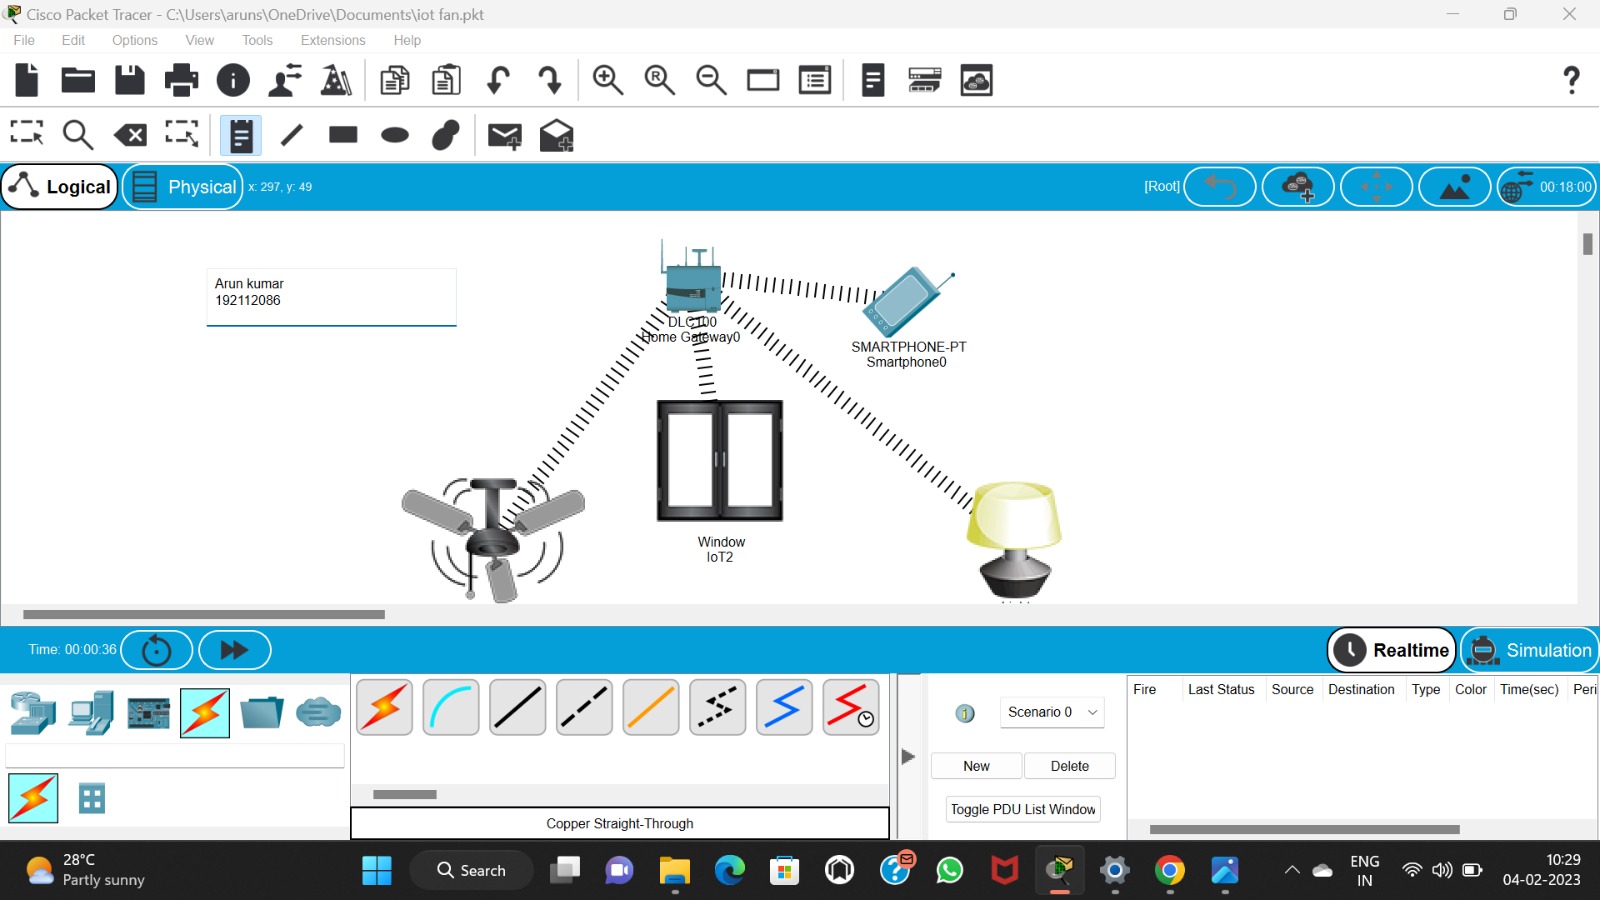 Cisco Packet Tracer - C:\Users\aruns\OneDrive\Documents\iot fan.pkt
File Edit Options View Tools Extensions Help
Logical
Physical
x: 297, y: 49
[Root]
00:18:00
Arun kumar
192112086
DLC100
Home Gateway0
SMARTPHONE-PT
Smartphone0
Window
IoT2
Time: 00:00:36
Realtime
Simulation
Scenario 0
New
Delete
Toggle PDU List Window
Fire Last Status Source Destination Type Color Time(sec) Peri
Copper Straight-Through
28°C
Partly sunny
Search
ENG
IN
10:29
04-02-2023